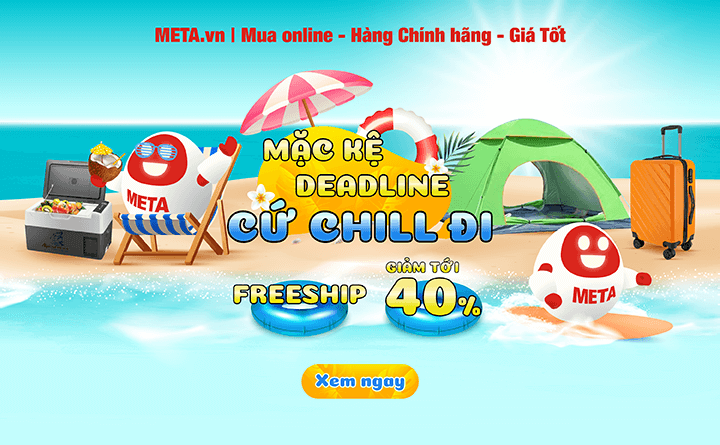 META.vn | Mua online - Hàng Chính hãng - Giá Tốt
MẶC KỆ
DEADLINE
CỨ CHILL ĐI
META
META
FREESHIP
GIẢM TỚI
40%
Xem ngay